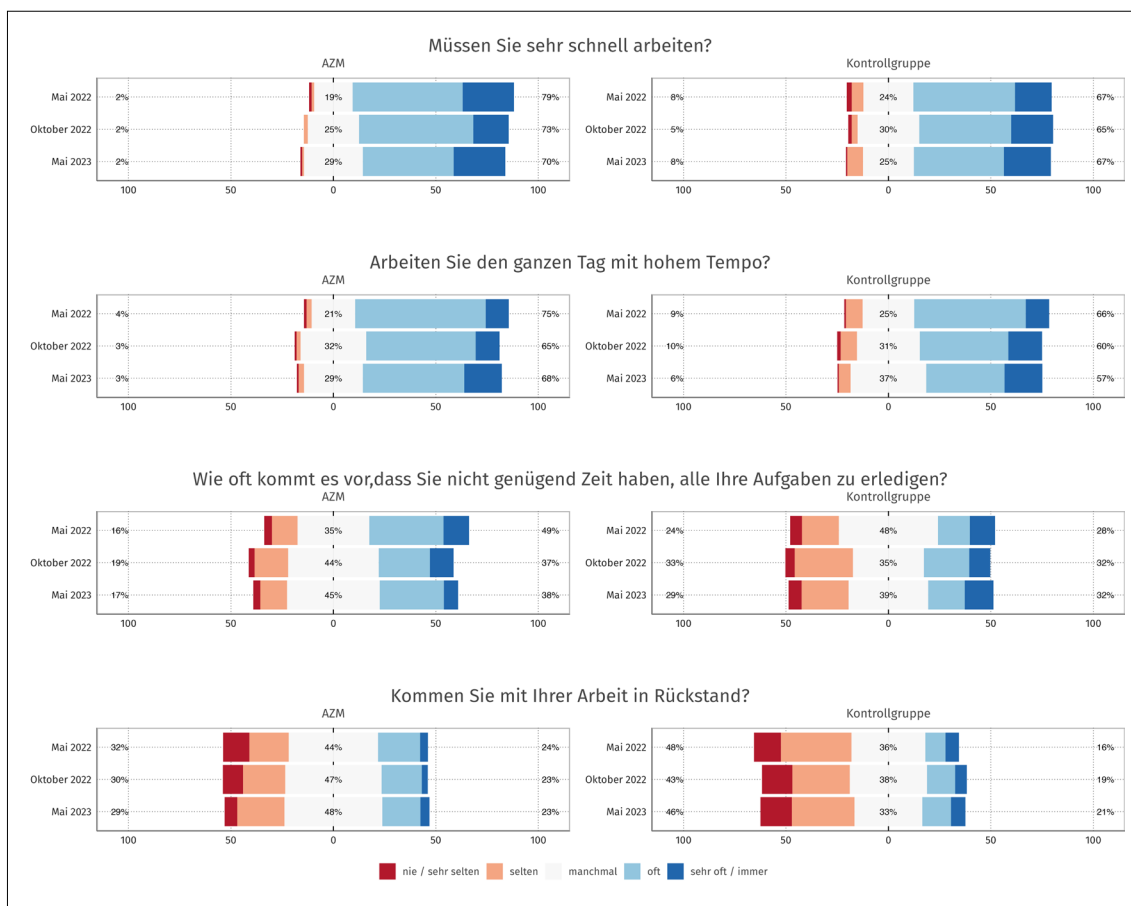 Müssen Sie sehr schnell arbeiten?
AZM Kontrollgruppe
Mai 2022 2% 19% 79% 8% 24% 67%
Oktober 2022 2% 25% 73% 5% 30% 65%
Mai 2023 2% 29% 70% 8% 25% 67%
100 50 0 50 100 100 50 0 50 100
Mai 2022
Oktober 2022
Mai 2023
Arbeiten Sie den ganzen Tag mit hohem Tempo?
AZM Kontrollgruppe
Mai 2022 4% 21% 75% Mai 2022 9% 25% 66%
Oktober 2022 3% 32% 65% Oktober 2022 10% 31% 60%
Mai 2023 3% 29% 68% Mai 2023 6% 37% 57%
100 50 0 50 100 100 50 0 50 100
Wie oft kommt es vor,dass Sie nicht genügend Zeit haben, alle Ihre Aufgaben zu erledigen?
AZM Kontrollgruppe
Mai 2022 16% 35% 49% Mai 2022 24% 48% 28%
Oktober 2022 19% 44% 37% Oktober 2022 33% 35% 32%
Mai 2023 17% 45% 38% Mai 2023 29% 39% 32%
100 50 0 50 100 100 50 0 50 100
Kommen Sie mit Ihrer Arbeit in Rückstand?
AZM Kontrollgruppe
Mai 2022 32% 44% 24% Mai 2022 48% 36% 16%
Oktober 2022 30% 47% 23% Oktober 2022 43% 38% 19%
Mai 2023 29% 48% 23% Mai 2023 46% 33% 21%
100 50 0 50 100 100 50 0 50 100
nie / sehr selten selten manchmal oft sehr oft / immer